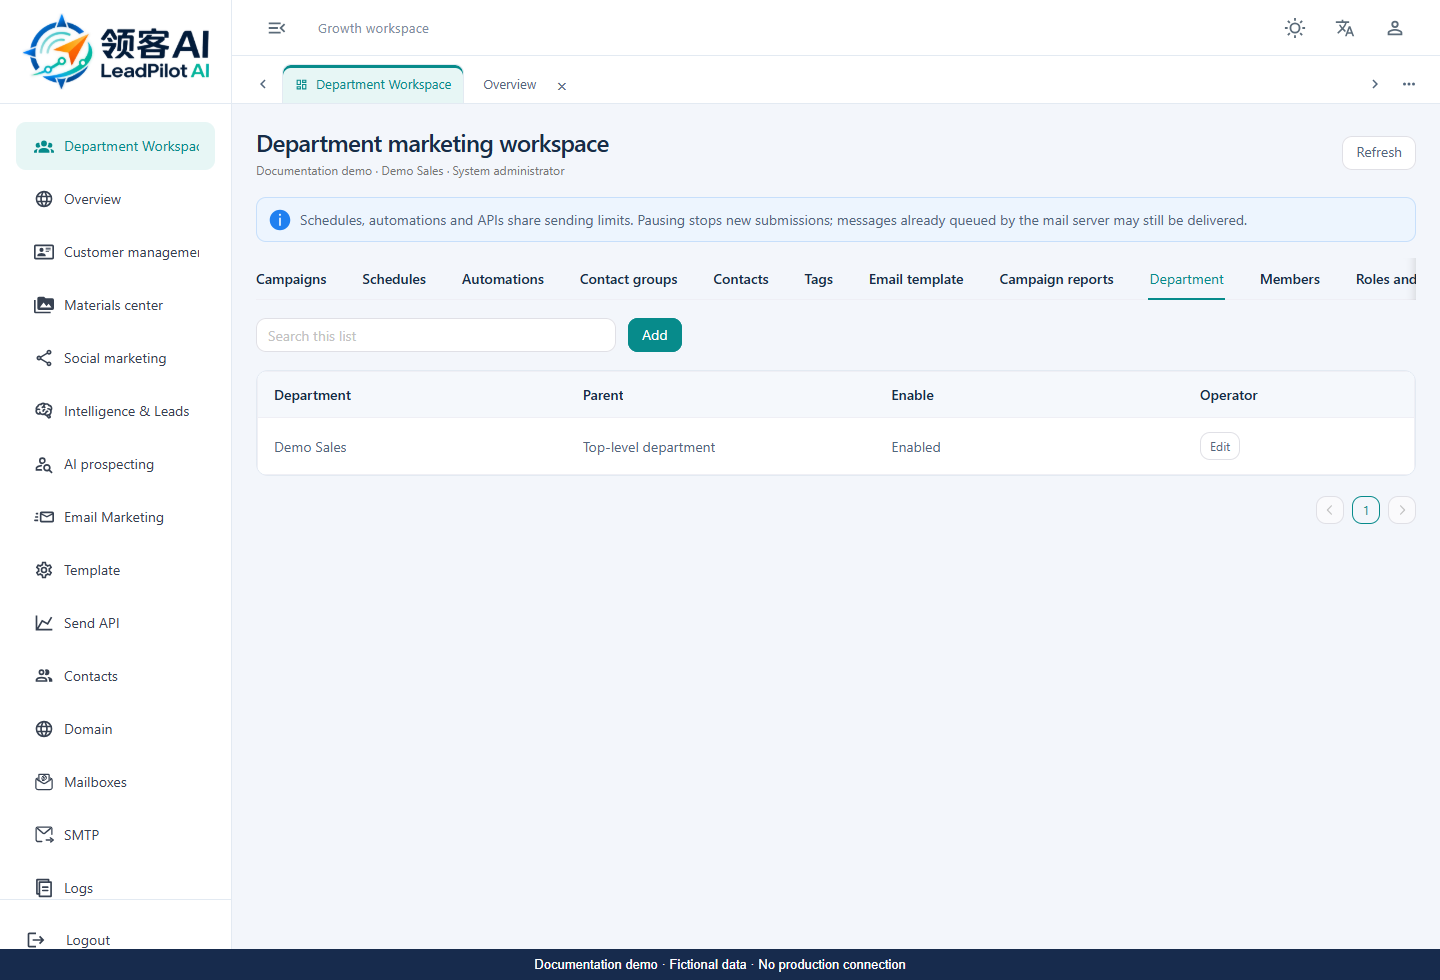 领客AI
LeadPilot AI
Growth workspace
Department Workspace
Overview
Department Workspac
Overview
Customer managemer
Materials center
Social marketing
Intelligence & Leads
AI prospecting
Email Marketing
Template
Send API
Contacts
Domain
Mailboxes
SMTP
Logs
Logout
Department marketing workspace
Documentation demo · Demo Sales · System administrator
Refresh
Schedules, automations and APIs share sending limits. Pausing stops new submissions; messages already queued by the mail server may still be delivered.
Campaigns Schedules Automations Contact groups Contacts Tags Email template Campaign reports Department Members Roles and
Search this list
Add
Department Parent Enable Operator
Demo Sales Top-level department Enabled Edit
1
Documentation demo · Fictional data · No production connection